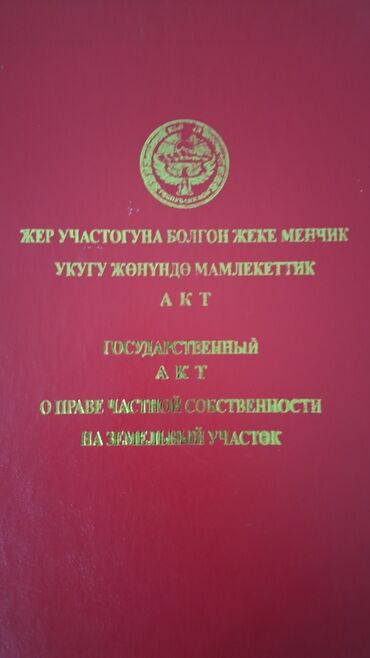 ЖЕР УЧАСТОГУНА БОЛГОН ЖЕКЕ МЕНЧИК
УКУГУ ЖӨНҮНДӨ МАМЛЕКЕТТИК
АКТ
ГОСУДАРСТВЕННЫЙ
АКТ
О ПРАВЕ ЧАСТНОЙ СОБСТВЕННОСТИ
НА ЗЕМЕЛЬНЫЙ УЧАСТОК